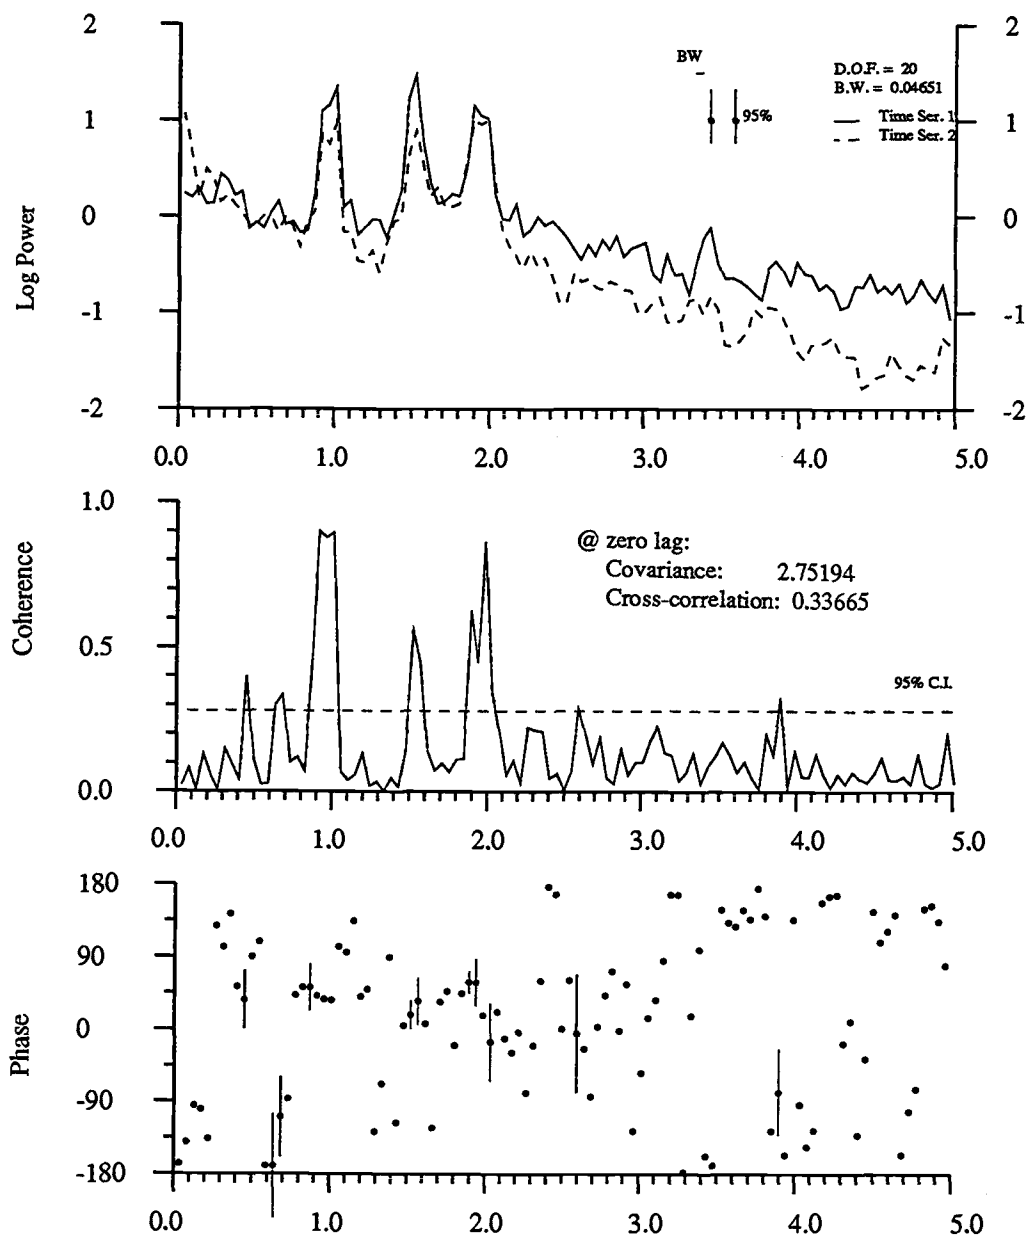 2
2
BW
D.O.F. = 20
B.W. = 0.04651
1
95%
Time Ser. 1
1
Time Ser. 2
0
0
Log Power
-1
-1
-2
-2
0.0 1.0 2.0 3.0 4.0 5.0
1.0
@ zero lag:
Covariance: 2.75194
Cross-correlation: 0.33665
Coherence
0.5
95% C.I.
0.0
0.0 1.0 2.0 3.0 4.0 5.0
180
90
0
Phase
-90
-180
0.0 1.0 2.0 3.0 4.0 5.0